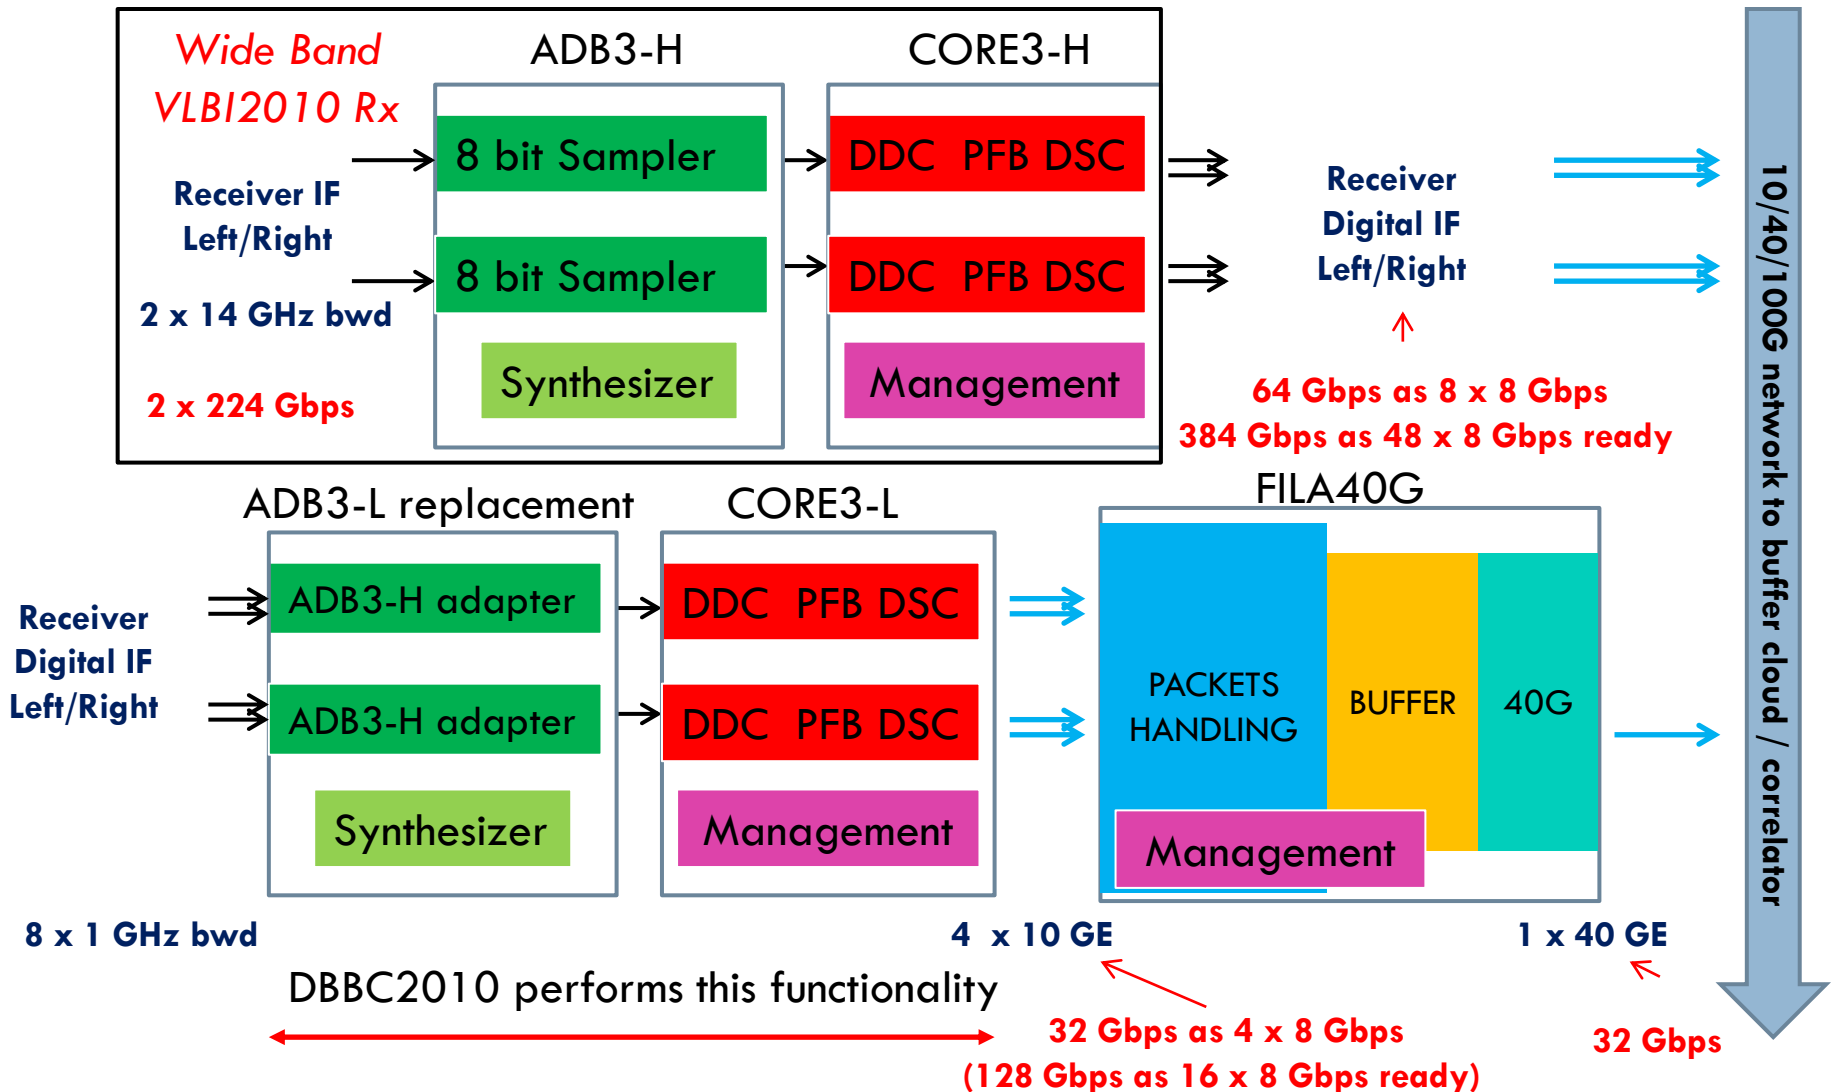 Wide Band
VLBI2010 Rx
ADB3-H
CORE3-H
8 bit Sampler
DDC PFB DSC
Receiver IF
Left/Right
Receiver
Digital IF
Left/Right
8 bit Sampler
DDC PFB DSC
2 x 14 GHz bwd
Synthesizer
Management
2 x 224 Gbps
64 Gbps as 8 x 8 Gbps
384 Gbps as 48 x 8 Gbps ready
10/40/100G network to buffer cloud / correlator
ADB3-L replacement
CORE3-L
FILA40G
ADB3-H adapter
DDC PFB DSC
Receiver
Digital IF
Left/Right
ADB3-H adapter
DDC PFB DSC
PACKETS
HANDLING
BUFFER
40G
Synthesizer
Management
Management
8 x 1 GHz bwd
4 x 10 GE
1 x 40 GE
DBBC2010 performs this functionality
32 Gbps as 4 x 8 Gbps
(128 Gbps as 16 x 8 Gbps ready)
32 Gbps